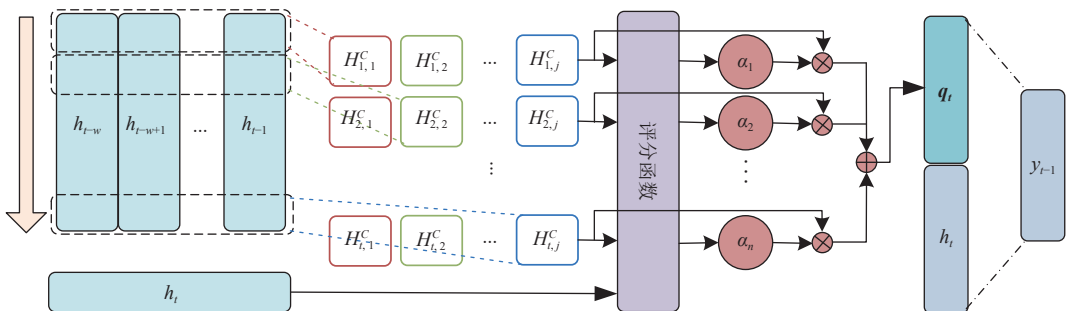 h_{t-w} h_{t-w+1} ... h_{t-1}
H^C_{1,1} H^C_{1,2} ... H^C_{1,j}
H^C_{2,1} H^C_{2,2} ... H^C_{2,j}
...
H^C_{t,1} H^C_{t,2} ... H^C_{t,j}
h_t
评分函数
α_1
α_2
...
α_n
q_t
h_t
y_{t-1}